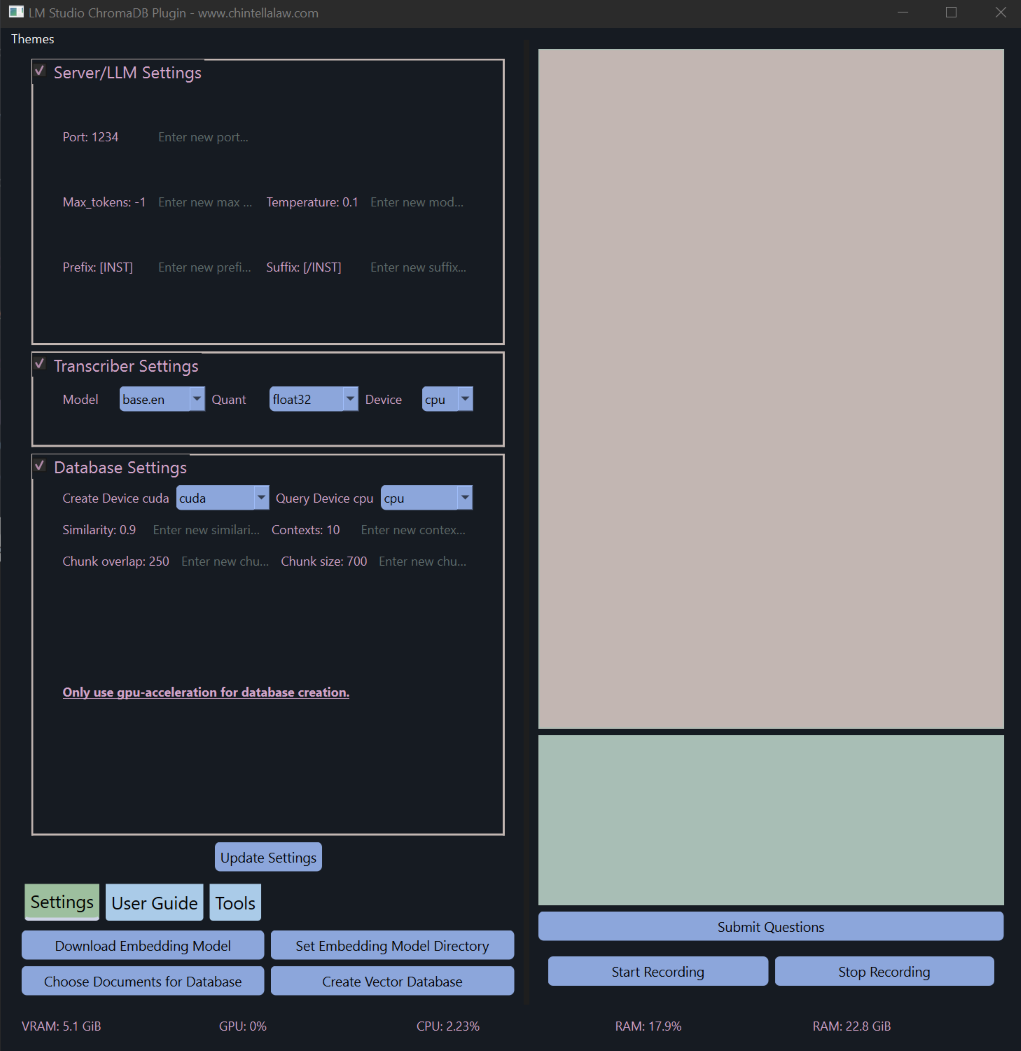 LM Studio ChromaDB Plugin - www.chintellalaw.com
Themes
Server/LLM Settings
Port: 1234 Enter new port...
Max_tokens: -1 Enter new max ... Temperature: 0.1 Enter new mod...
Prefix: [INST] Enter new prefi... Suffix: [/INST] Enter new suffix...
Transcriber Settings
Model base.en Quant float32 Device cpu
Database Settings
Create Device cuda cuda Query Device cpu cpu
Similarity: 0.9 Enter new similari... Contexts: 10 Enter new contex...
Chunk overlap: 250 Enter new chu... Chunk size: 700 Enter new chu...
Only use gpu-acceleration for database creation.
Update Settings
Settings User Guide Tools
Download Embedding Model Set Embedding Model Directory
Choose Documents for Database Create Vector Database
Submit Questions
Start Recording Stop Recording
VRAM: 5.1 GiB GPU: 0% CPU: 2.23% RAM: 17.9% RAM: 22.8 GiB